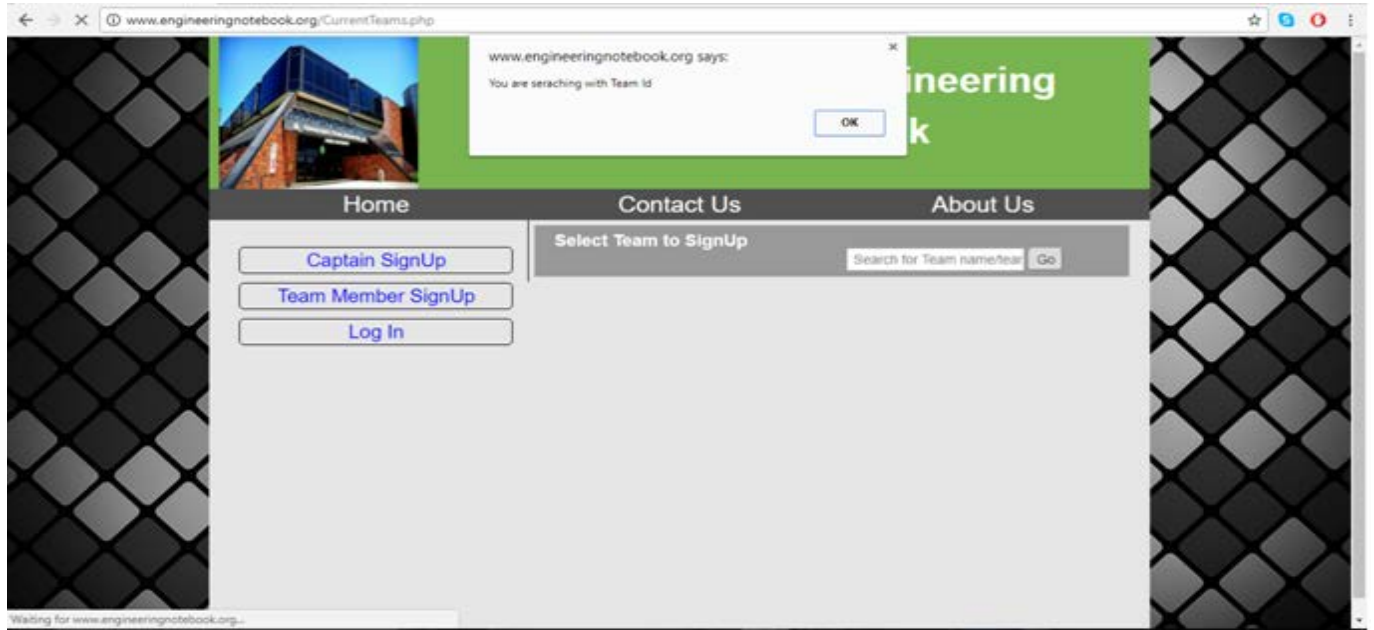 www.engineeringnotebook.org/CurrentTeams.php
www.engineeringnotebook.org says:
You are seraching with Team Id
OK
ineering
k
Home Contact Us About Us
Select Team to SignUp
Search for Team name/tear Go
Captain SignUp
Team Member SignUp
Log In
Waiting for www.engineeringnotebook.org...